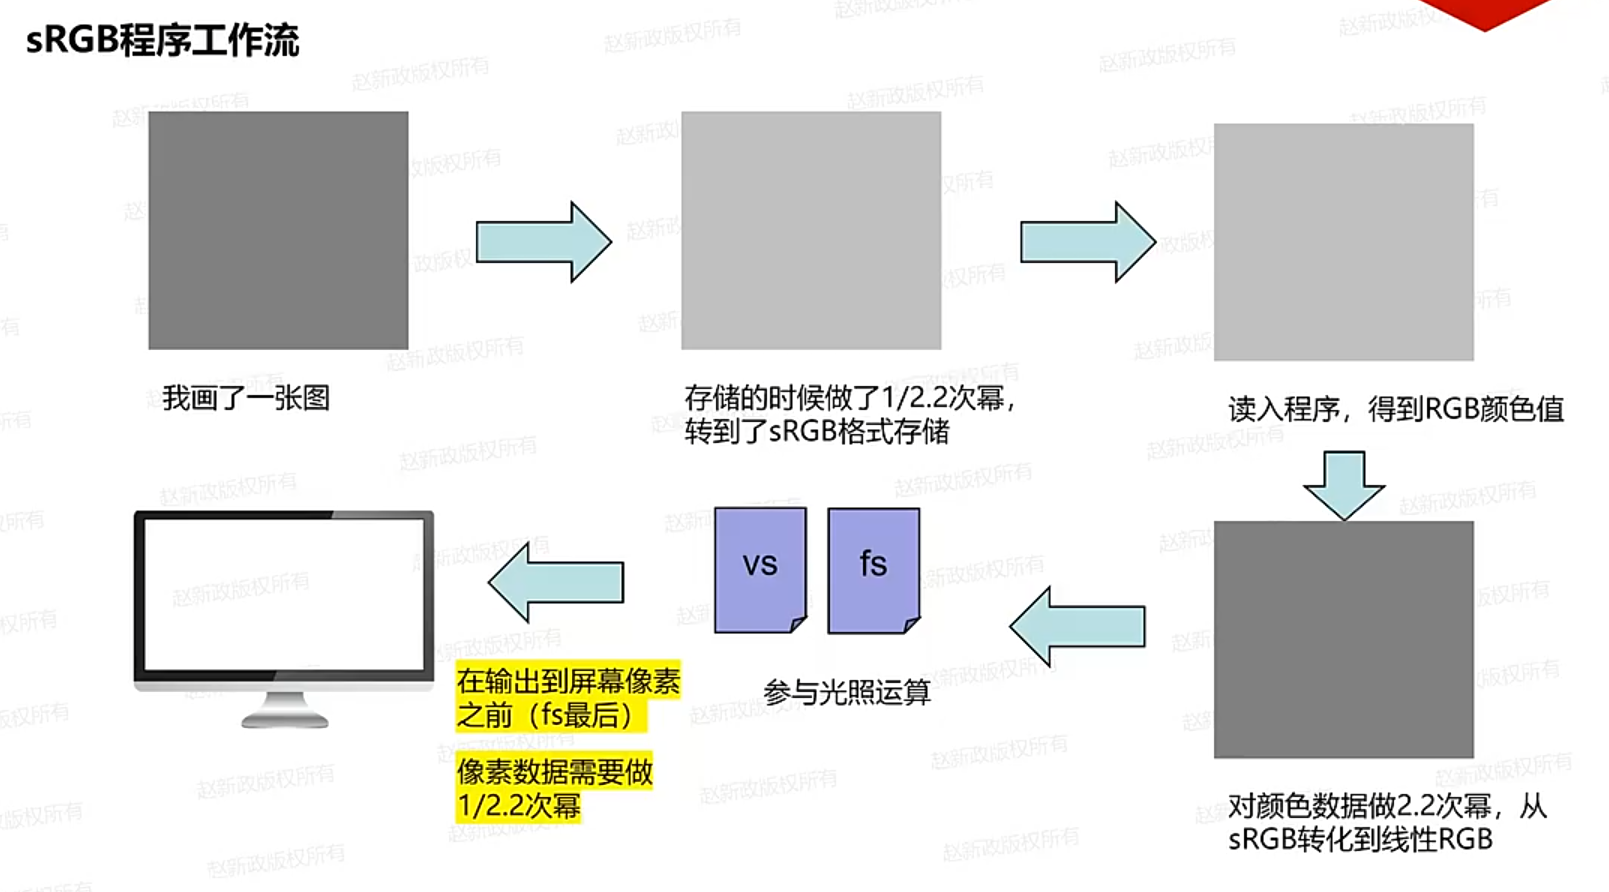 sRGB程序工作流
我画了一张图
存储的时候做了1/2.2次幂，
转到了sRGB格式存储
读入程序，得到RGB颜色值
对颜色数据做2.2次幂，从
sRGB转化到线性RGB
vs
fs
参与光照运算
在输出到屏幕像素
之前（fs最后）
像素数据需要做
1/2.2次幂
赵新政版权所有